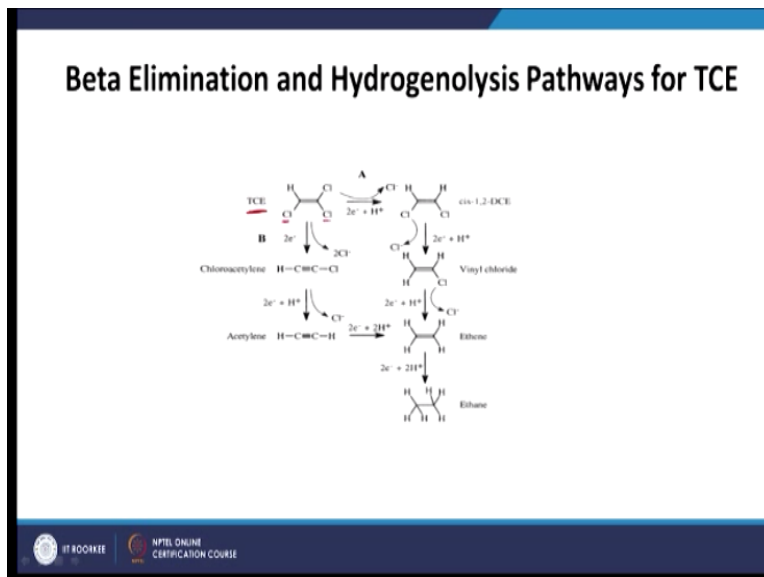 Beta Elimination and Hydrogenolysis Pathways for TCE
A
TCE H Cl Cl Cl 2e⁻ + H⁺ Cl⁻ H H Cl Cl cis-1,2-DCE
B 2e⁻ 2Cl⁻ Cl⁻ 2e⁻ + H⁺
Chloroacetylene H–C≡C–Cl H H H Cl Vinyl chloride
2e⁻ + H⁺ Cl⁻ 2e⁻ + H⁺ Cl⁻
Acetylene H–C≡C–H 2e⁻ + 2H⁺ H H H H Ethene
2e⁻ + 2H⁺
H H H H H H Ethane
IIT ROORKEE
NPTEL ONLINE
CERTIFICATION COURSE